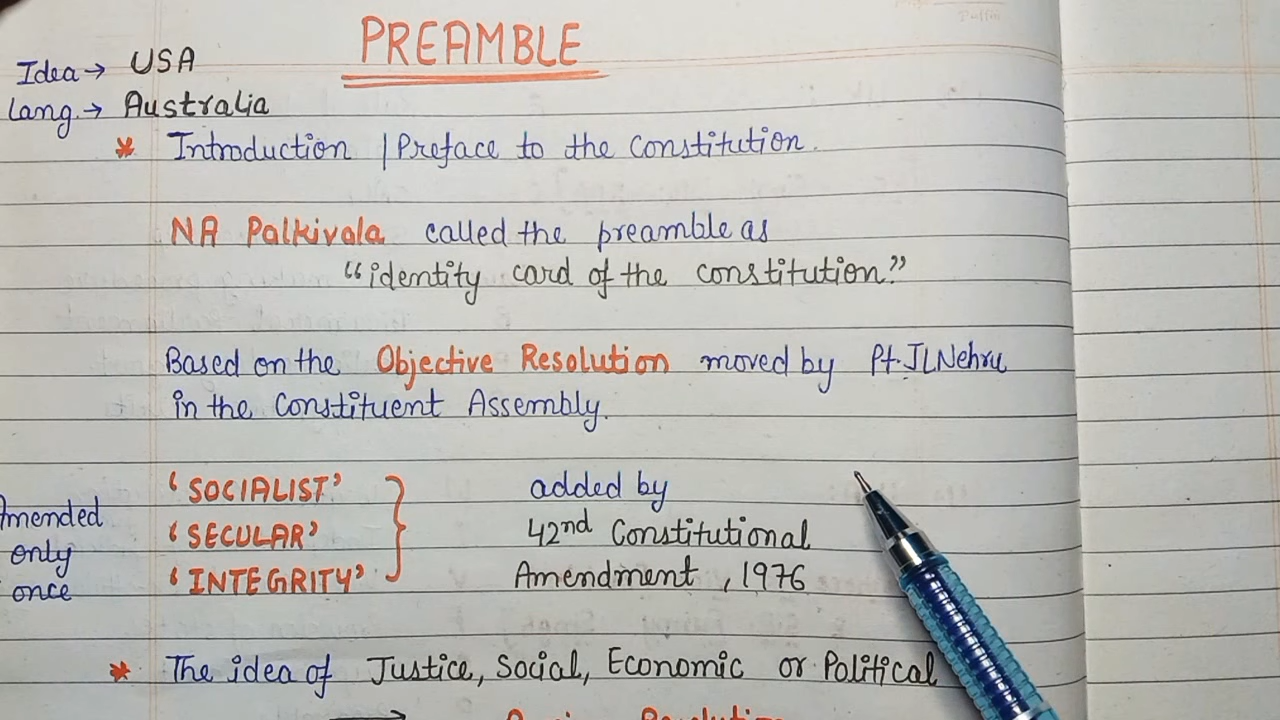 PREAMBLE
Idea → USA
Lang. → Australia
* Introduction / Preface to the Constitution.
NA Palkivala called the preamble as
“identity card of the constitution.”
Based on the Objective Resolution moved by Pt. JL Nehru
in the Constituent Assembly.
Amended only once
‘SOCIALIST’
‘SECULAR’
‘INTEGRITY’
added by
42nd Constitutional
Amendment, 1976
* The idea of Justice, Social, Economic or Political